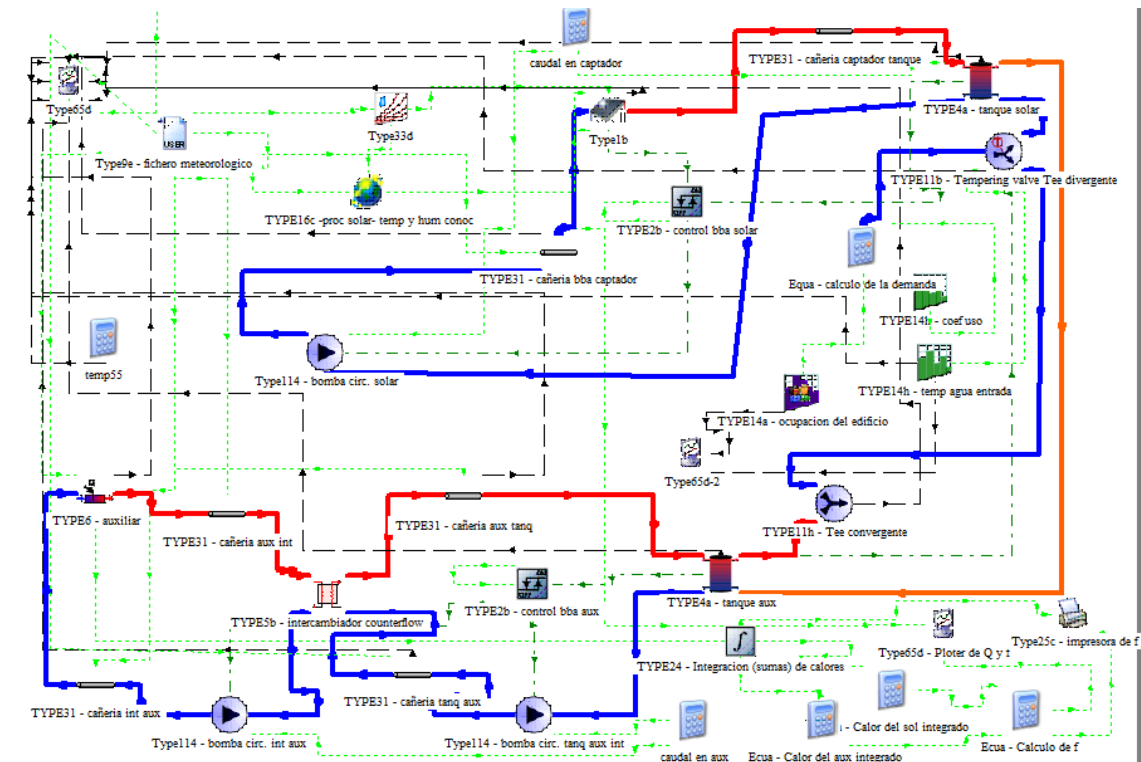 caudal en captador
TYPE31 - cañeria captador tanque
Type65d
TYPE4a - tanque solar
Type33d
Type1b
USER
Type9e - fichero meteorologico
TYPE11b - Tempering valve Tee divergente
TYPE16c -proc solar- temp y hum conoc
TYPE2b - control bba solar
TYPE31 - cañeria bba captador
Equa - calculo de la demanda
TYPE14h - coef uso
temp55
Type114 - bomba circ. solar
TYPE14h - temp agua entrada
TYPE14a - ocupacion del edificio
Type65d-2
TYPE6 - auxiliar
TYPE31 - cañeria aux tanq
TYPE11h - Tee convergente
TYPE31 - cañeria aux int
TYPE2b - control bba aux
TYPE4a - tanque aux
TYPE5b - intercambiador counterflow
Type25c - impresora de f
Type65d - Ploter de Q y t
TYPE24 - Integracion (sumas) de calores
TYPE31 - cañeria int aux
TYPE31 - cañeria tanq aux
- Calor del sol integrado
Type114 - bomba circ. int aux
Type114 - bomba circ. tanq aux int
Ecua - Calculo de f
caudal en aux
Ecua - Calor del aux integrado